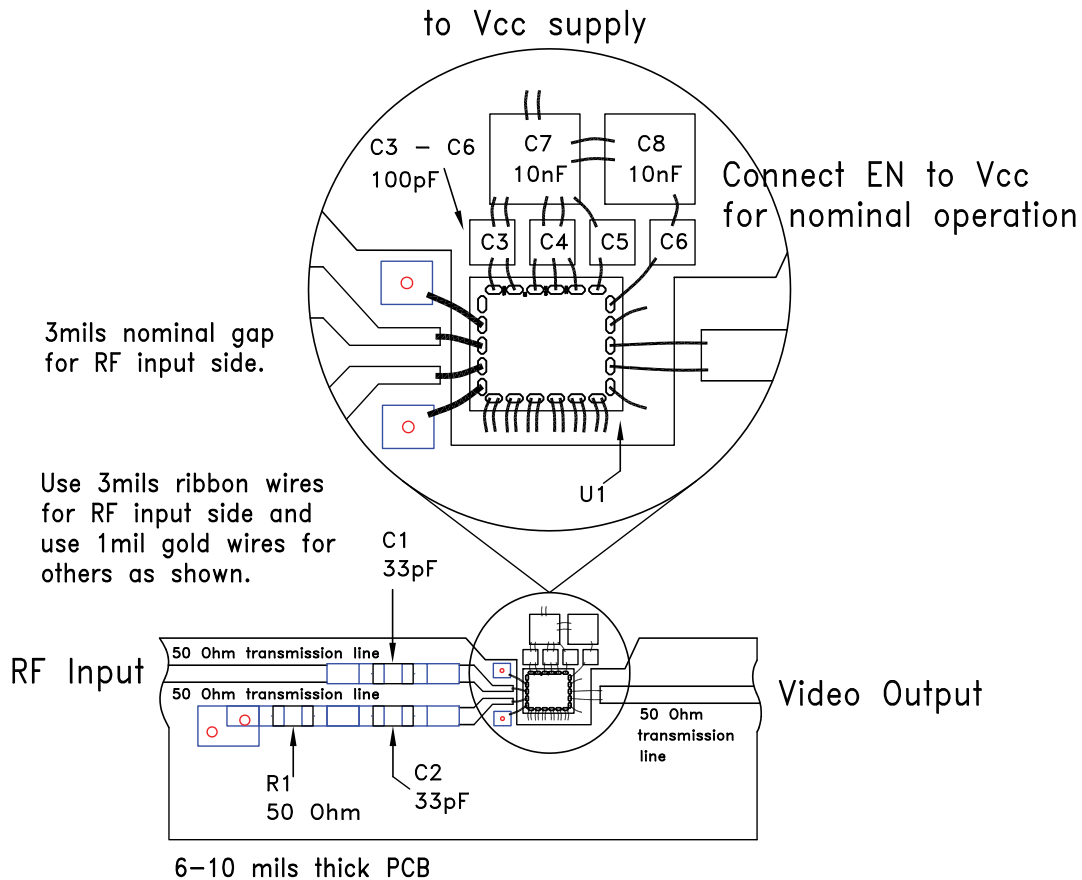 to Vcc supply
C3 - C6
100pF
C7
10nF
C8
10nF
Connect EN to Vcc
for nominal operation
C3
C4
C5
C6
3mils nominal gap
for RF input side.
U1
Use 3mils ribbon wires
for RF input side and
use 1mil gold wires for
others as shown.
C1
33pF
50 Ohm transmission line
RF Input
50 Ohm transmission line
Video Output
50 Ohm
transmission
line
R1
50 Ohm
C2
33pF
6-10 mils thick PCB